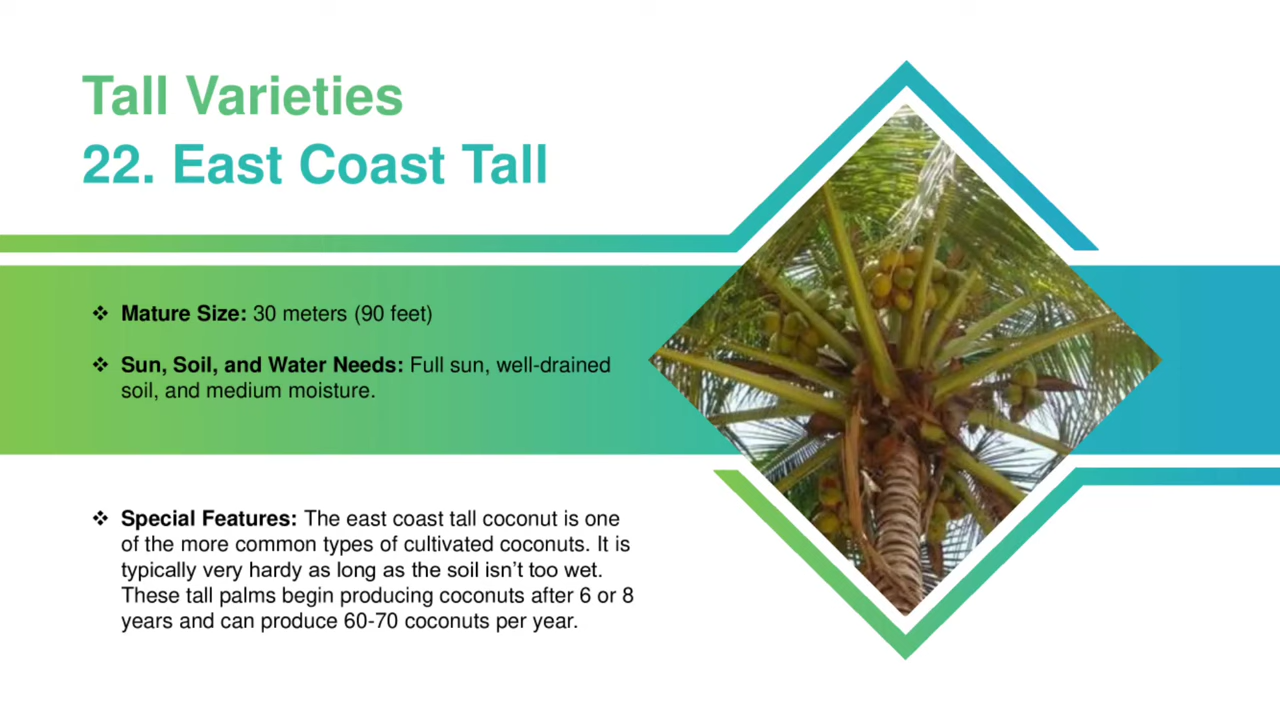 Tall Varieties
22. East Coast Tall
❖ Mature Size: 30 meters (90 feet)
❖ Sun, Soil, and Water Needs: Full sun, well-drained
soil, and medium moisture.
❖ Special Features: The east coast tall coconut is one
of the more common types of cultivated coconuts. It is
typically very hardy as long as the soil isn’t too wet.
These tall palms begin producing coconuts after 6 or 8
years and can produce 60-70 coconuts per year.